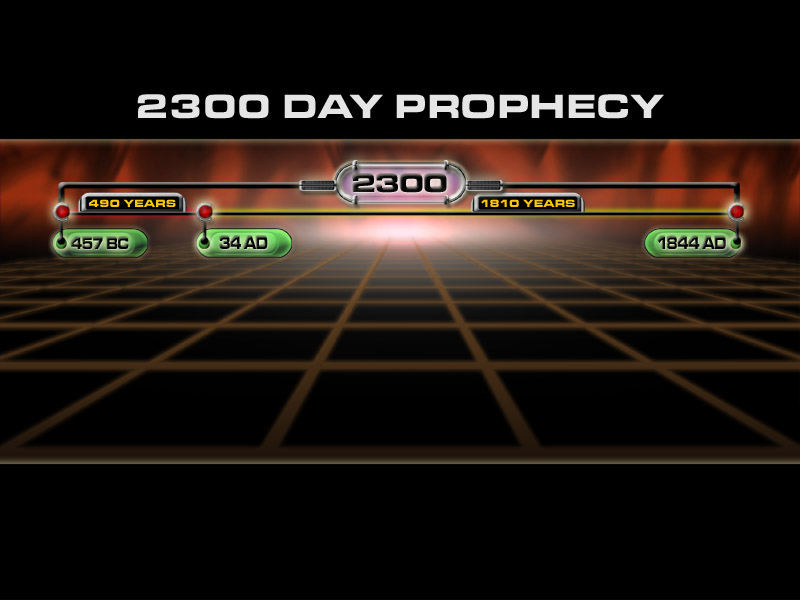 2300 DAY PROPHECY
2300
490 YEARS
1810 YEARS
457 BC
34 AD
1844 AD